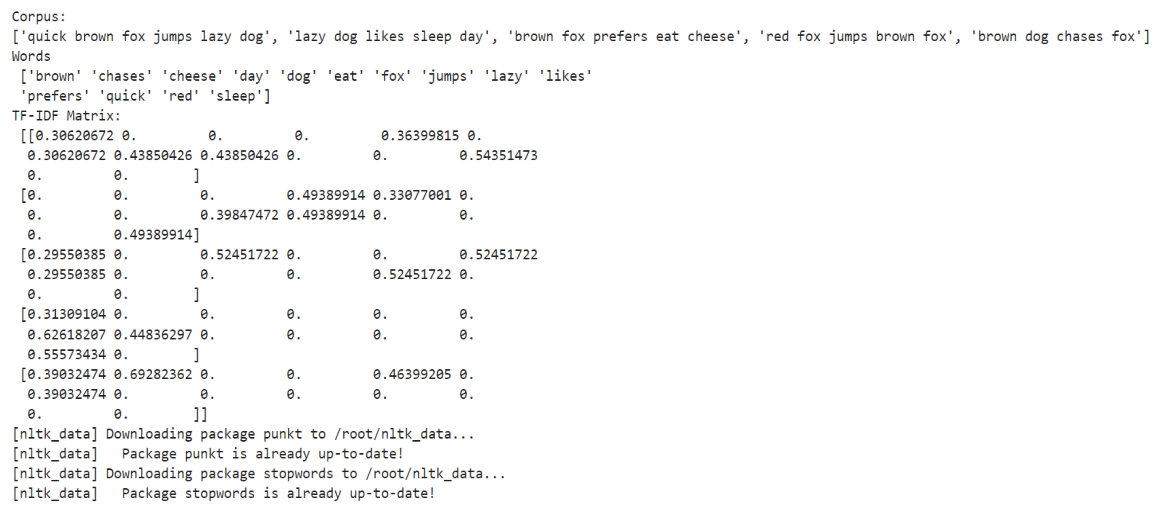 Corpus:
['quick brown fox jumps lazy dog', 'lazy dog likes sleep day', 'brown fox prefers eat cheese', 'red fox jumps brown fox', 'brown dog chases fox']
Words
 ['brown' 'chases' 'cheese' 'day' 'dog' 'eat' 'fox' 'jumps' 'lazy' 'likes'
 'prefers' 'quick' 'red' 'sleep']
TF-IDF Matrix:
 [[0.30620672 0.         0.         0.         0.36399815 0.
  0.30620672 0.43850426 0.43850426 0.         0.         0.54351473
  0.         0.        ]
 [0.         0.         0.         0.49389914 0.33077001 0.
  0.         0.         0.39847472 0.49389914 0.         0.
  0.         0.49389914]
 [0.29550385 0.         0.52451722 0.         0.         0.52451722
  0.29550385 0.         0.         0.         0.52451722 0.
  0.         0.        ]
 [0.31309104 0.         0.         0.         0.         0.
  0.62618207 0.44836297 0.         0.         0.         0.
  0.55573434 0.        ]
 [0.39032474 0.69282362 0.         0.         0.46399205 0.
  0.39032474 0.         0.         0.         0.         0.
  0.         0.        ]]
[nltk_data] Downloading package punkt to /root/nltk_data...
[nltk_data]   Package punkt is already up-to-date!
[nltk_data] Downloading package stopwords to /root/nltk_data...
[nltk_data]   Package stopwords is already up-to-date!